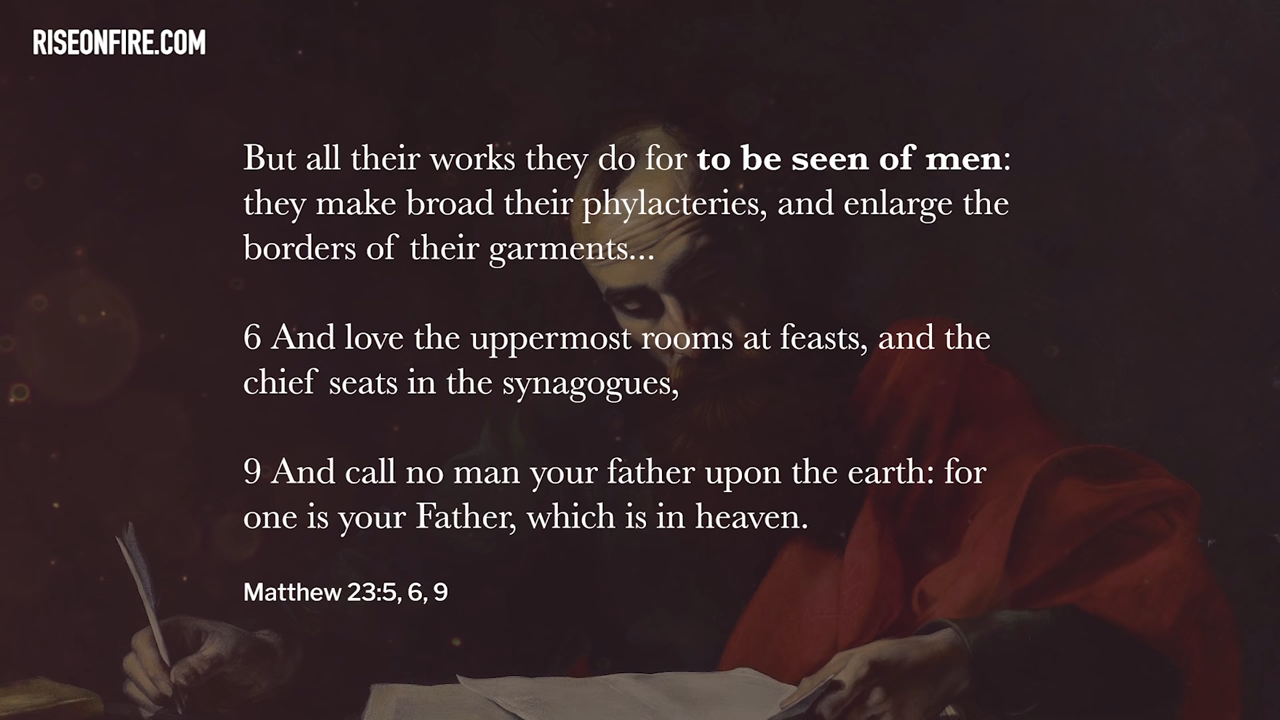 RISEONFIRE.COM
But all their works they do for to be seen of men:
they make broad their phylacteries, and enlarge the
borders of their garments...
6 And love the uppermost rooms at feasts, and the
chief seats in the synagogues,
9 And call no man your father upon the earth: for
one is your Father, which is in heaven.
Matthew 23:5, 6, 9